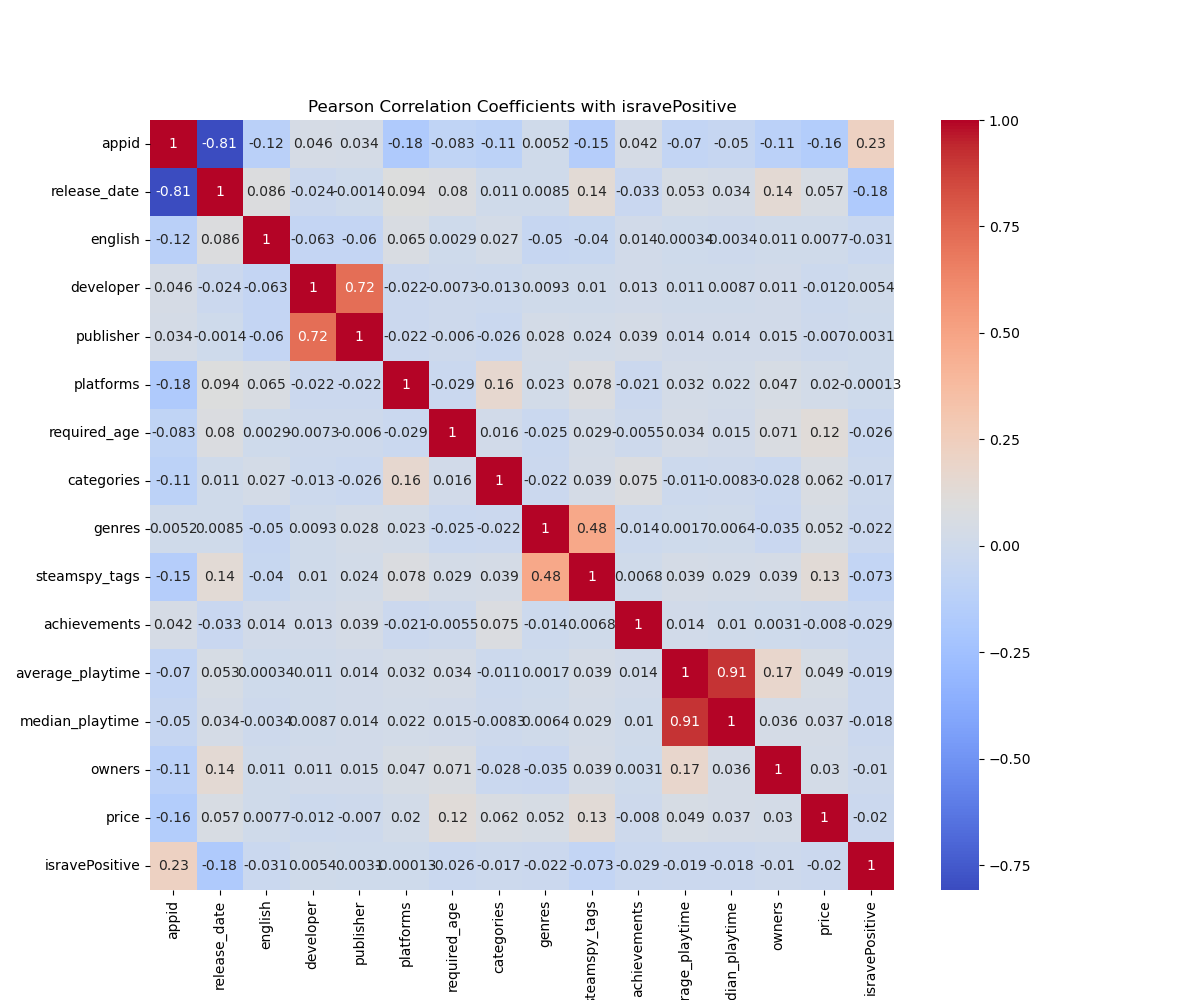 Pearson Correlation Coefficients with isravePositive
appid 1 -0.81 -0.12 0.046 0.034 -0.18 -0.083 -0.11 0.0052 -0.15 0.042 -0.07 -0.05 -0.11 -0.16 0.23
release_date -0.81 1 0.086 -0.024 -0.0014 0.094 0.08 0.011 0.0085 0.14 -0.033 0.053 0.034 0.14 0.057 -0.18
english -0.12 0.086 1 -0.063 -0.06 0.065 0.0029 0.027 -0.05 -0.04 0.014 0.00034 -0.0034 0.011 0.0077 -0.031
developer 0.046 -0.024 -0.063 1 0.72 -0.022 -0.0073 -0.013 0.0093 0.01 0.013 0.011 0.0087 0.011 -0.012 0.0054
publisher 0.034 -0.0014 -0.06 0.72 1 -0.022 -0.006 -0.026 0.028 0.024 0.039 0.014 0.014 0.015 -0.007 0.0031
platforms -0.18 0.094 0.065 -0.022 -0.022 1 -0.029 0.16 0.023 0.078 -0.021 0.032 0.022 0.047 0.02 -0.00013
required_age -0.083 0.08 0.0029 -0.0073 -0.006 -0.029 1 0.016 -0.025 0.029 -0.0055 0.034 0.015 0.071 0.12 -0.026
categories -0.11 0.011 0.027 -0.013 -0.026 0.16 0.016 1 -0.022 0.039 0.075 -0.011 -0.0083 -0.028 0.062 -0.017
genres 0.0052 0.0085 -0.05 0.0093 0.028 0.023 -0.025 -0.022 1 0.48 -0.014 0.0017 0.0064 -0.035 0.052 -0.022
steamspy_tags -0.15 0.14 -0.04 0.01 0.024 0.078 0.029 0.039 0.48 1 0.0068 0.039 0.029 0.039 0.13 -0.073
achievements 0.042 -0.033 0.014 0.013 0.039 -0.021 -0.0055 0.075 -0.014 0.0068 1 0.014 0.01 0.0031 -0.008 -0.029
average_playtime -0.07 0.053 0.00034 0.011 0.014 0.032 0.034 -0.011 0.0017 0.039 0.014 1 0.91 0.17 0.049 -0.019
median_playtime -0.05 0.034 -0.0034 0.0087 0.014 0.022 0.015 -0.0083 0.0064 0.029 0.01 0.91 1 0.036 0.037 -0.018
owners -0.11 0.14 0.011 0.011 0.015 0.047 0.071 -0.028 -0.035 0.039 0.0031 0.17 0.036 1 0.03 -0.01
price -0.16 0.057 0.0077 -0.012 -0.007 0.02 0.12 0.062 0.052 0.13 -0.008 0.049 0.037 0.03 1 -0.02
isravePositive 0.23 -0.18 -0.031 0.0054 0.0031 -0.00013 -0.026 -0.017 -0.022 -0.073 -0.029 -0.019 -0.018 -0.01 -0.02 1
appid
release_date
english
developer
publisher
platforms
required_age
categories
genres
steamspy_tags
achievements
rage_playtime
dian_playtime
owners
price
isravePositive
1.00
0.75
0.50
0.25
0.00
−0.25
−0.50
−0.75